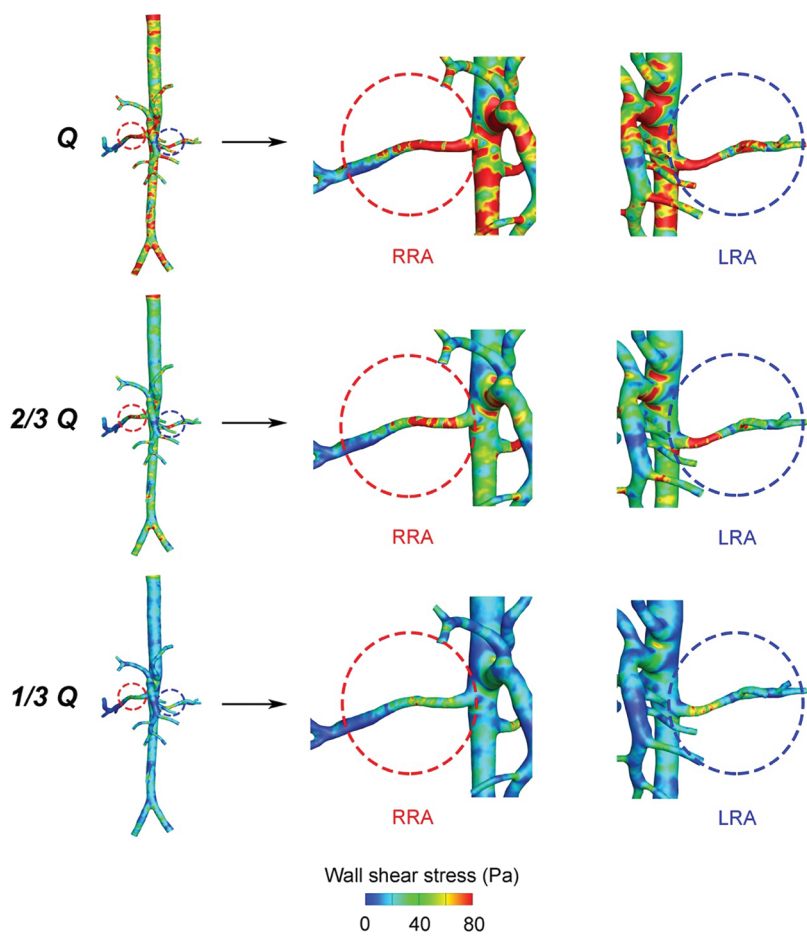 Q
RRA
LRA
2/3 Q
RRA
LRA
1/3 Q
RRA
LRA
Wall shear stress (Pa)
0 40 80